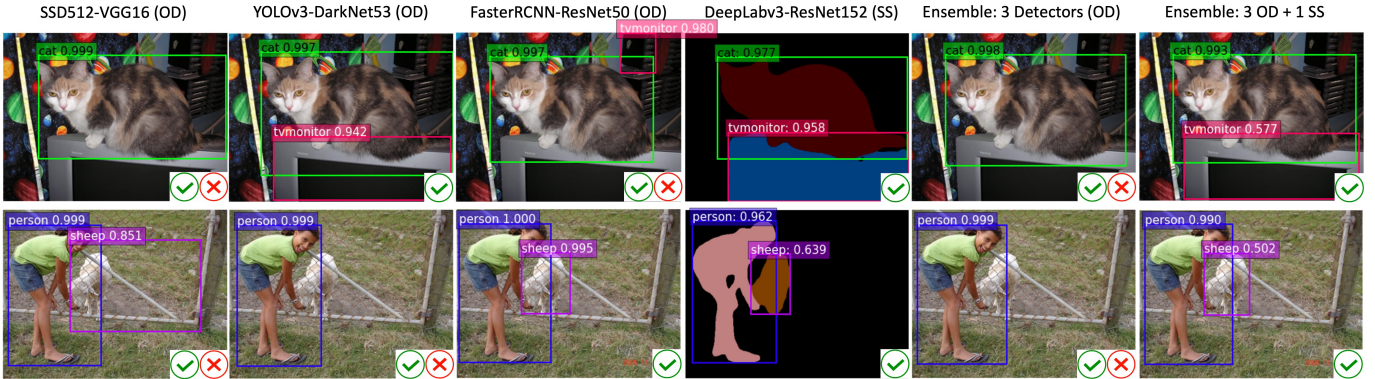 SSD512-VGG16 (OD) YOLOv3-DarkNet53 (OD) FasterRCNN-ResNet50 (OD) DeepLabv3-ResNet152 (SS) Ensemble: 3 Detectors (OD) Ensemble: 3 OD + 1 SS
tvmonitor 0.980
cat 0.999 cat 0.997 cat 0.997 cat: 0.977 cat 0.998 cat 0.993
tvmonitor 0.942 tvmonitor: 0.958 tvmonitor 0.577
person 0.999 person 0.999 person 1.000 person: 0.962 person 0.999 person 0.990
sheep 0.851 sheep 0.995 sheep: 0.639 sheep 0.502